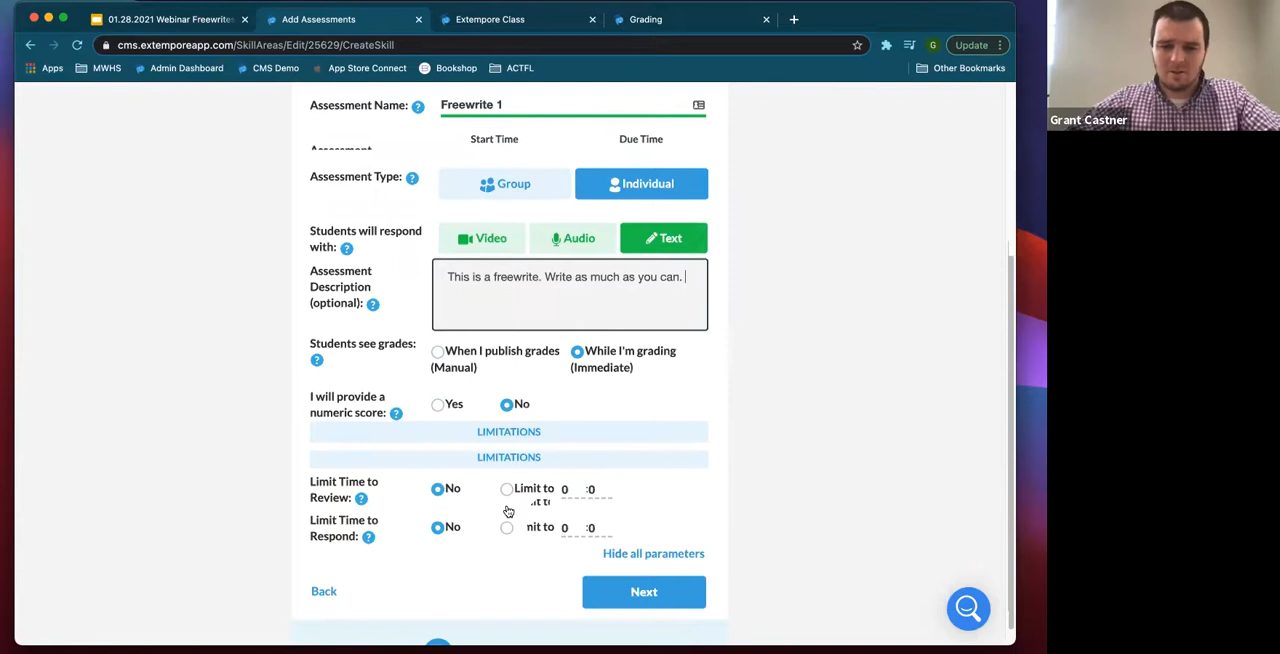 01.28.2021 Webinar Freewrites
Add Assessments
Extempore Class
Grading
cms.extemporeapp.com/SkillAreas/Edit/25629/CreateSkill
G
Update
Apps
MWHS
Admin Dashboard
CMS Demo
App Store Connect
Bookshop
ACTFL
Other Bookmarks
Assessment Name: ?
Freewrite 1
Start Time
Due Time
Assessment Type: ?
Group
Individual
Students will respond
with: ?
Video
Audio
Text
Assessment
Description
(optional): ?
This is a freewrite. Write as much as you can.
Students see grades:
?
When I publish grades
(Manual)
While I'm grading
(Immediate)
I will provide a
numeric score: ?
Yes
No
LIMITATIONS
LIMITATIONS
Limit Time to
Review: ?
No
Limit to 0 :0
Limit Time to
Respond: ?
No
mit to 0 :0
Hide all parameters
Back
Next
Grant Castner